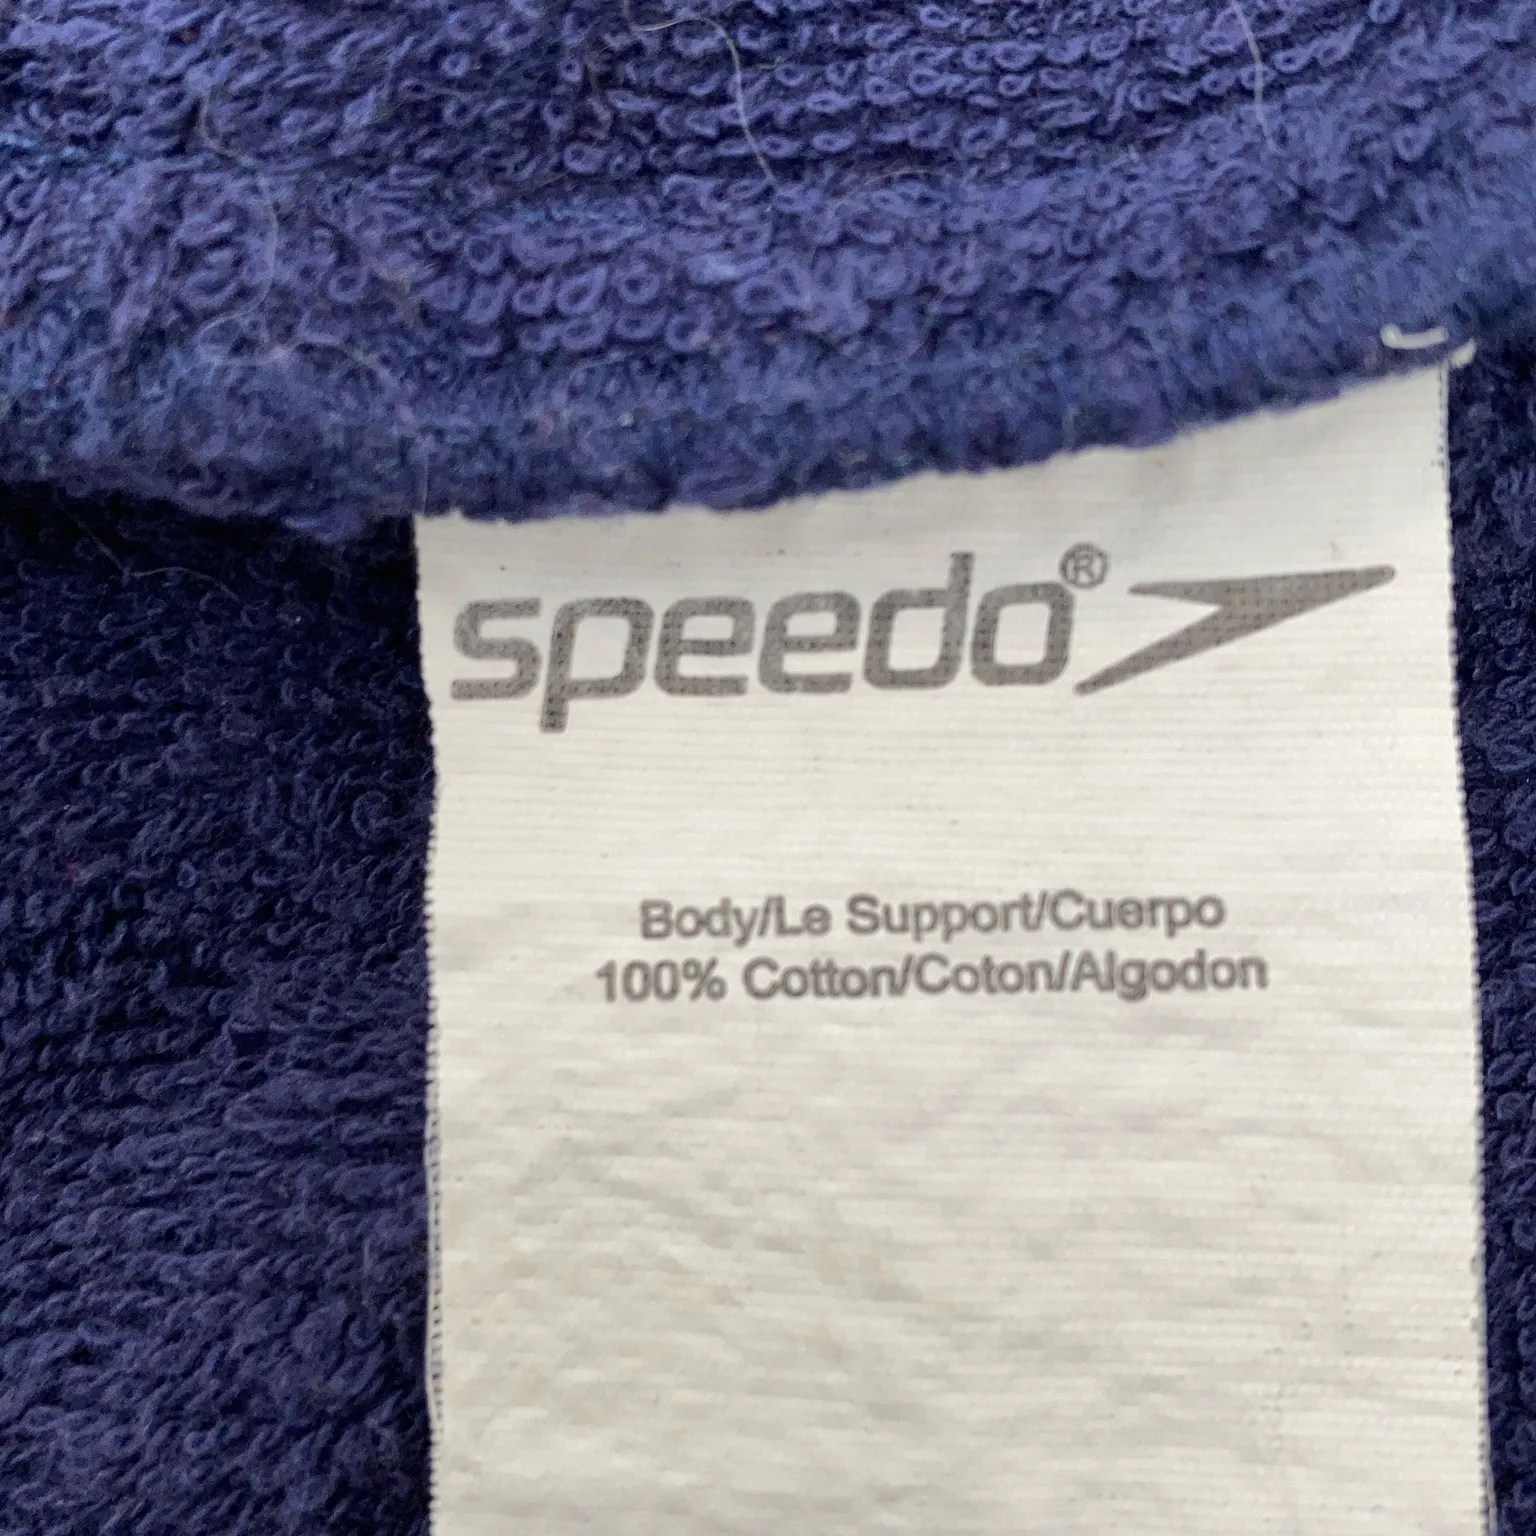 speedo®
Body/Le Support/Cuerpo
100% Cotton/Coton/Algodon